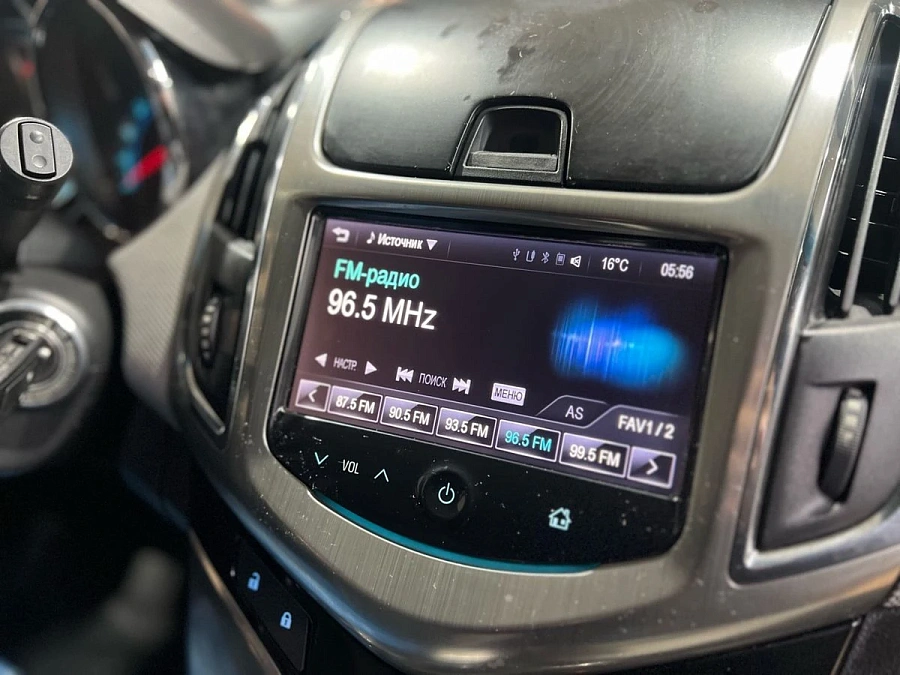 Источник
16°C
05:56
FM-радио
96.5 MHz
НАСТР. ПОИСК МЕНЮ
AS FAV1/2
87.5 FM 90.5 FM 93.5 FM 96.5 FM 99.5 FM
VOL